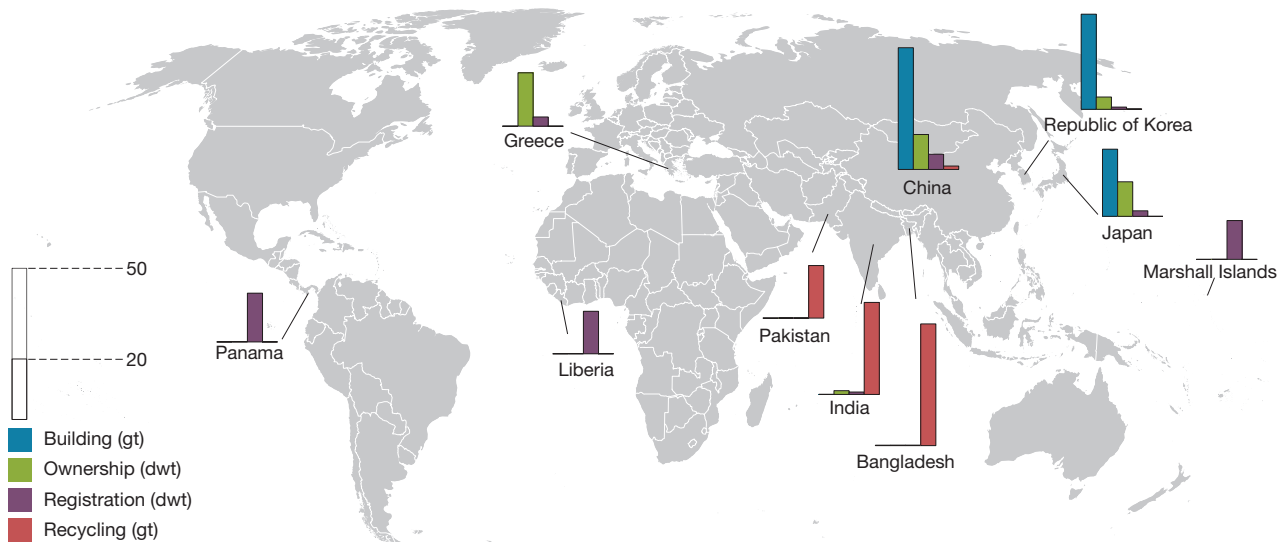 Republic of Korea
Greece
China
Japan
Marshall Islands
50
Pakistan
Panama
20
Liberia
India
Building (gt)
Bangladesh
Ownership (dwt)
Registration (dwt)
Recycling (gt)